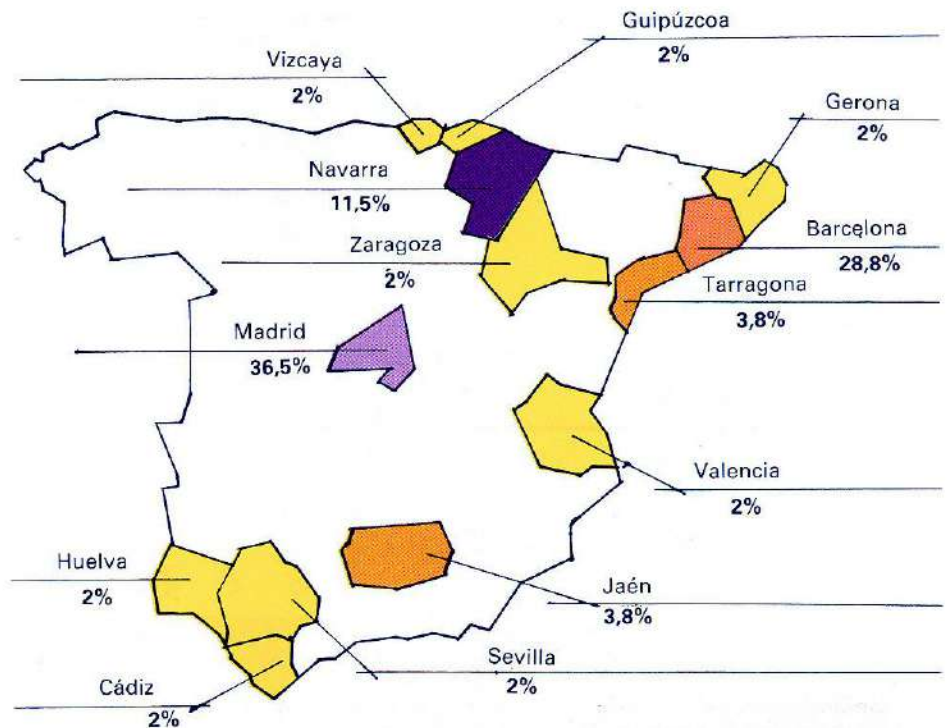 Guipúzcoa
2%
Vizcaya
2%
Gerona
2%
Navarra
11,5%
Barcelona
28,8%
Zaragoza
2%
Tarragona
3,8%
Madrid
36,5%
Valencia
2%
Huelva
2%
Jaén
3,8%
Sevilla
2%
Cádiz
2%